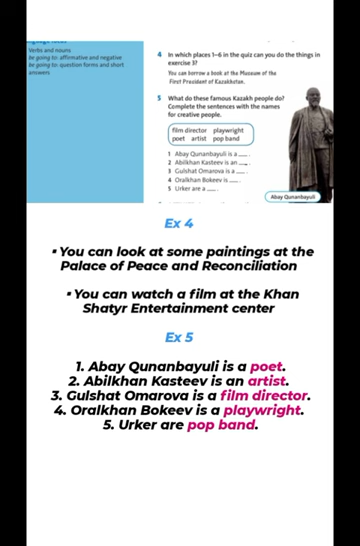 Verbs and nouns
be going to: affirmative and negative
be going to: question forms and short
answers
4 In which places 1–6 in the quiz can you do the things in
exercise 3?
You can borrow a book at the Museum of the
First President of Kazakhstan.
5 What do these famous Kazakh people do?
Complete the sentences with the names
for creative people.
film director playwright
poet artist pop band
1 Abay Qunanbayuli is a ____ .
2 Abilkhan Kasteev is an ____ .
3 Gulshat Omarova is a ____ .
4 Oralkhan Bokeev is ____ .
5 Urker are a ____ .
Abay Qunanbayuli
Ex 4
▪ You can look at some paintings at the
Palace of Peace and Reconciliation
▪ You can watch a film at the Khan
Shatyr Entertainment center
Ex 5
1. Abay Qunanbayuli is a poet.
2. Abilkhan Kasteev is an artist.
3. Gulshat Omarova is a film director.
4. Oralkhan Bokeev is a playwright.
5. Urker are pop band.